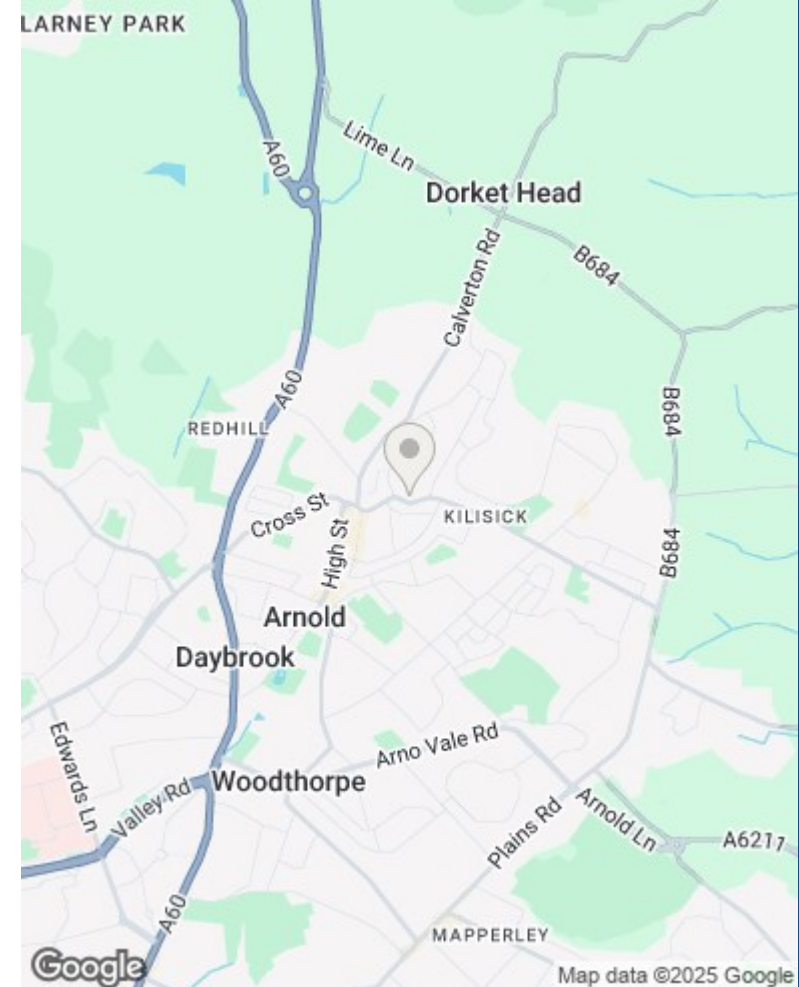 LARNEY PARK
A60
Lime Ln
Dorket Head
B684
Calverton Rd
A60
B684
REDHILL
Cross St
High St
KILISICK
B684
Arnold
Daybrook
Edwards Ln
Arno Vale Rd
Woodthorpe
Valley Rd
Plains Rd
Arnold Ln
A6211
A60
MAPPERLEY
Google
Map data ©2025 Google